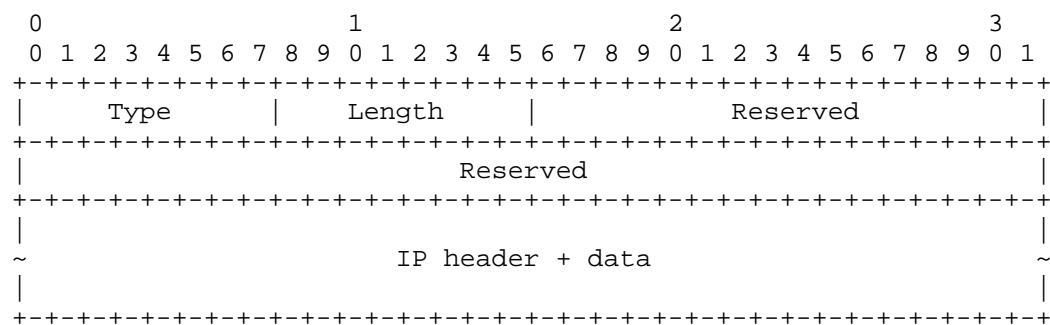 0                   1                   2                   3
 0 1 2 3 4 5 6 7 8 9 0 1 2 3 4 5 6 7 8 9 0 1 2 3 4 5 6 7 8 9 0 1
+-+-+-+-+-+-+-+-+-+-+-+-+-+-+-+-+-+-+-+-+-+-+-+-+-+-+-+-+-+-+-+-+
|     Type      |    Length     |            Reserved           |
+-+-+-+-+-+-+-+-+-+-+-+-+-+-+-+-+-+-+-+-+-+-+-+-+-+-+-+-+-+-+-+-+
|                           Reserved                            |
+-+-+-+-+-+-+-+-+-+-+-+-+-+-+-+-+-+-+-+-+-+-+-+-+-+-+-+-+-+-+-+-+
|                                                               |
~                       IP header + data                        ~
|                                                               |
+-+-+-+-+-+-+-+-+-+-+-+-+-+-+-+-+-+-+-+-+-+-+-+-+-+-+-+-+-+-+-+-+